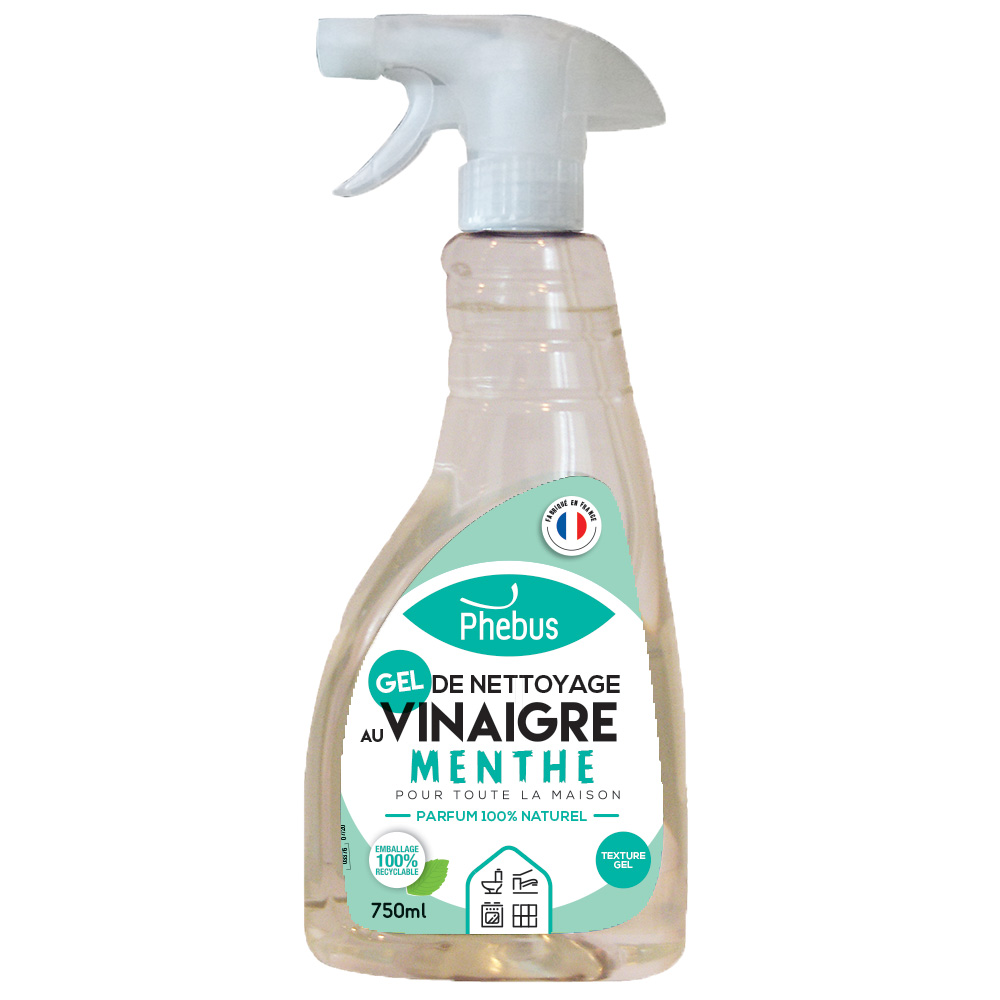 FABRIQUÉ EN FRANCE
Phebus
GEL DE NETTOYAGE
AU VINAIGRE
MENTHE
POUR TOUTE LA MAISON
PARFUM 100% NATUREL
EMBALLAGE
100%
RECYCLABLE
TEXTURE
GEL
750ml